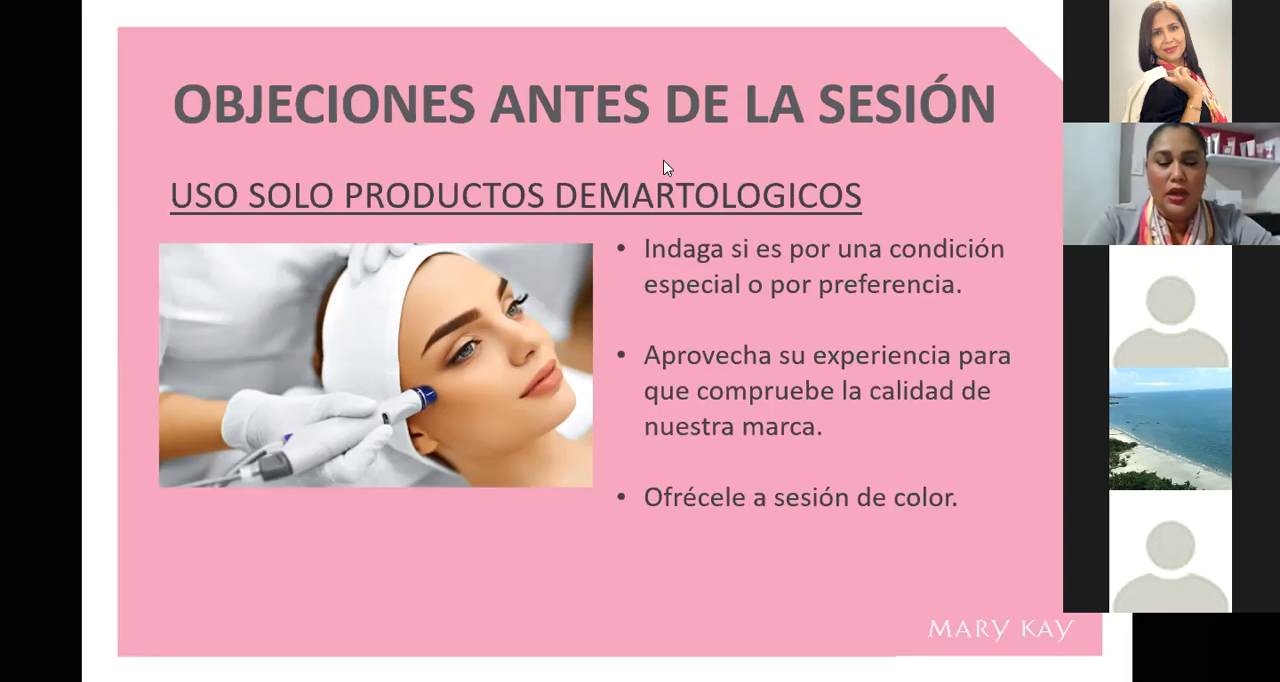 OBJECIONES ANTES DE LA SESIÓN
USO SOLO PRODUCTOS DEMARTOLOGICOS
• Indaga si es por una condición
especial o por preferencia.
• Aprovecha su experiencia para
que compruebe la calidad de
nuestra marca.
• Ofrécele a sesión de color.
MARY KAY